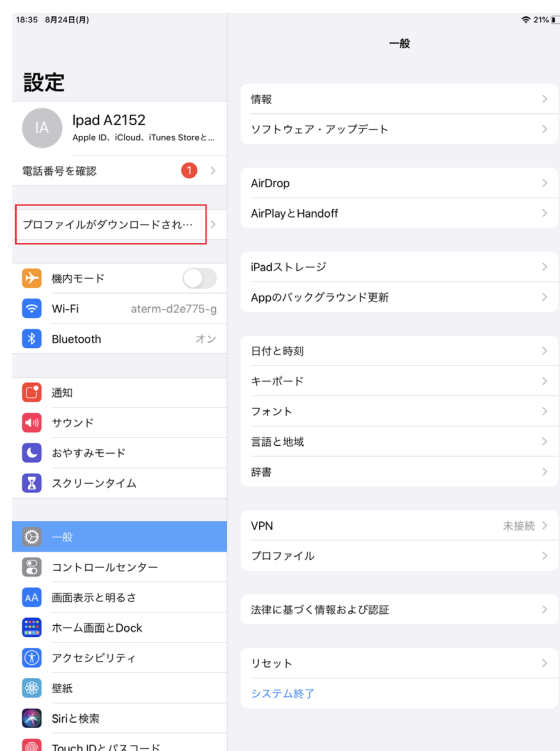 18:35 8月24日(月)
21%
一般
設定
IA
Ipad A2152
Apple ID、iCloud、iTunes Storeと...
電話番号を確認
1
プロファイルがダウンロードされ…
機内モード
Wi-Fi
aterm-d2e775-g
Bluetooth
オン
通知
サウンド
おやすみモード
スクリーンタイム
一般
コントロールセンター
AA
画面表示と明るさ
ホーム画面とDock
アクセシビリティ
壁紙
Siriと検索
Touch IDとパスコード
情報
ソフトウェア・アップデート
AirDrop
AirPlayとHandoff
iPadストレージ
Appのバックグラウンド更新
日付と時刻
キーボード
フォント
言語と地域
辞書
VPN
未接続
プロファイル
法律に基づく情報および認証
リセット
システム終了